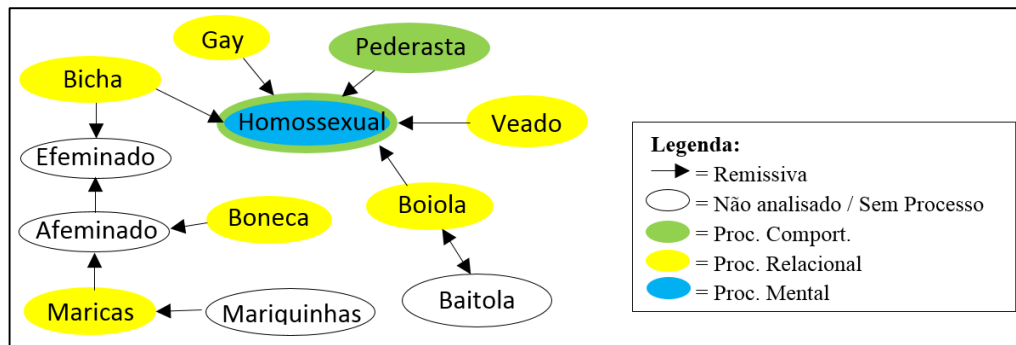 Gay
Pederasta
Bicha
Homossexual
Veado
Efeminado
Boiola
Boneca
Afeminado
Baitola
Maricas
Mariquinhas
Legenda:
= Remissiva
= Não analisado / Sem Processo
= Proc. Comport.
= Proc. Relacional
= Proc. Mental